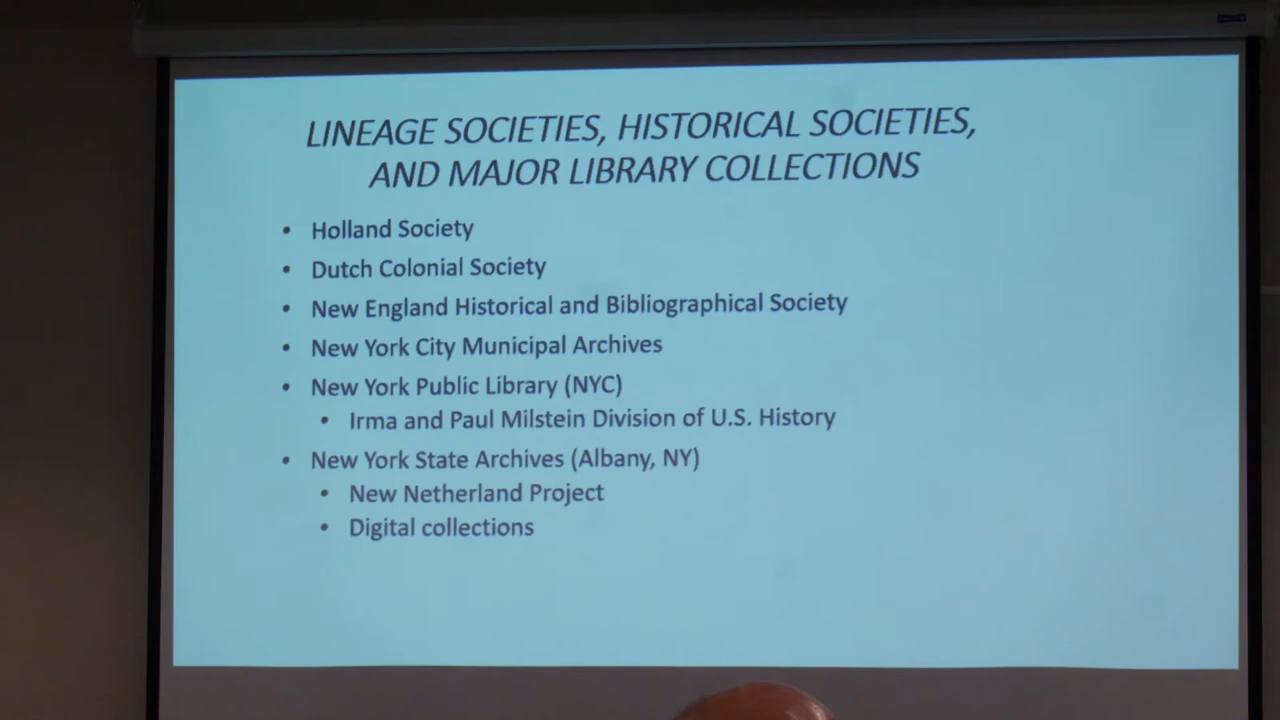 LINEAGE SOCIETIES, HISTORICAL SOCIETIES,
AND MAJOR LIBRARY COLLECTIONS
• Holland Society
• Dutch Colonial Society
• New England Historical and Bibliographical Society
• New York City Municipal Archives
• New York Public Library (NYC)
• Irma and Paul Milstein Division of U.S. History
• New York State Archives (Albany, NY)
• New Netherland Project
• Digital collections